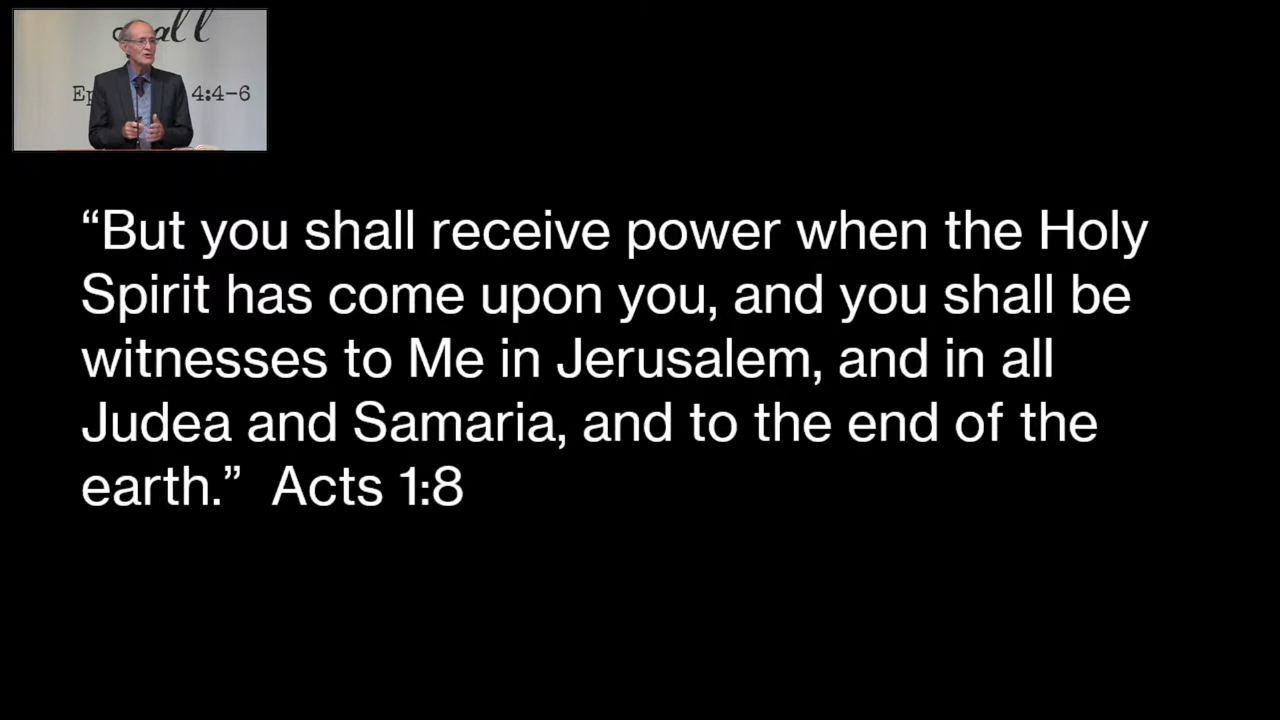 all
Ep 4:4-6
“But you shall receive power when the Holy
Spirit has come upon you, and you shall be
witnesses to Me in Jerusalem, and in all
Judea and Samaria, and to the end of the
earth.”  Acts 1:8